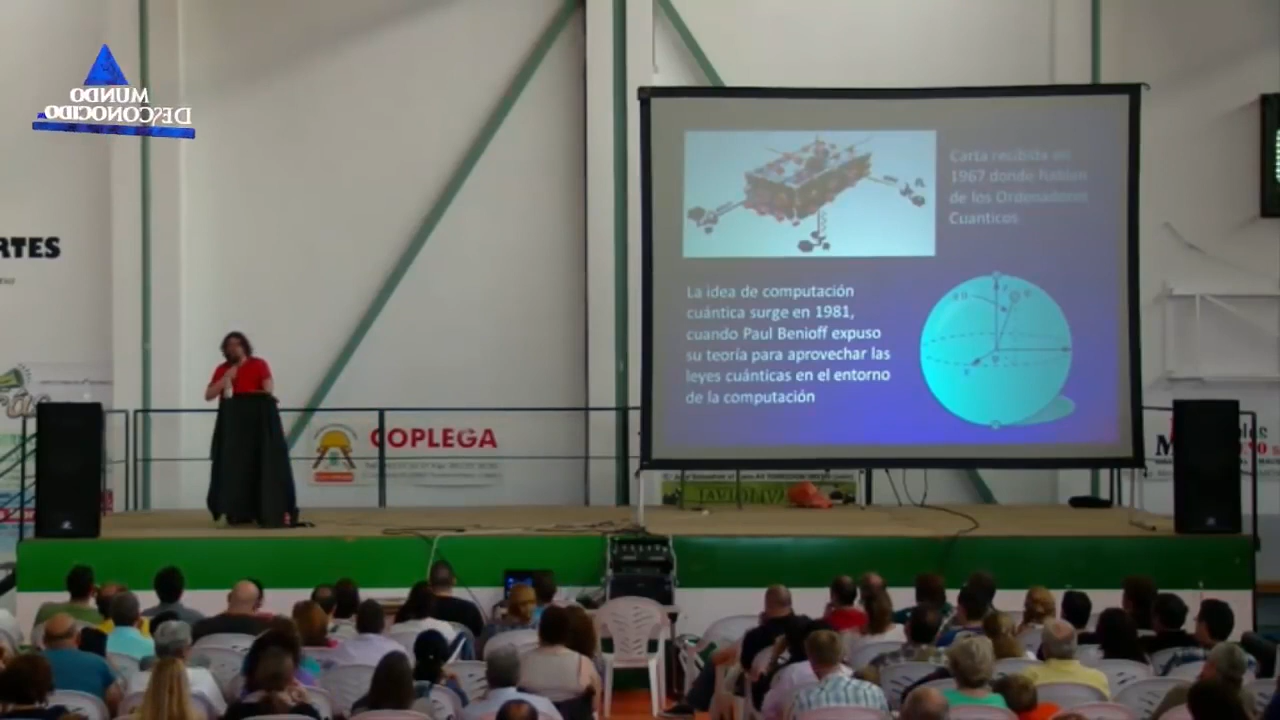 MUNDO
DESCONOCIDO
RTES
COPLEGA
Carta recibida en
1967 donde hablan
de los Ordenadores
Cuanticos
La idea de computación
cuántica surge en 1981,
cuando Paul Benioff expuso
su teoría para aprovechar las
leyes cuánticas en el entorno
de la computación